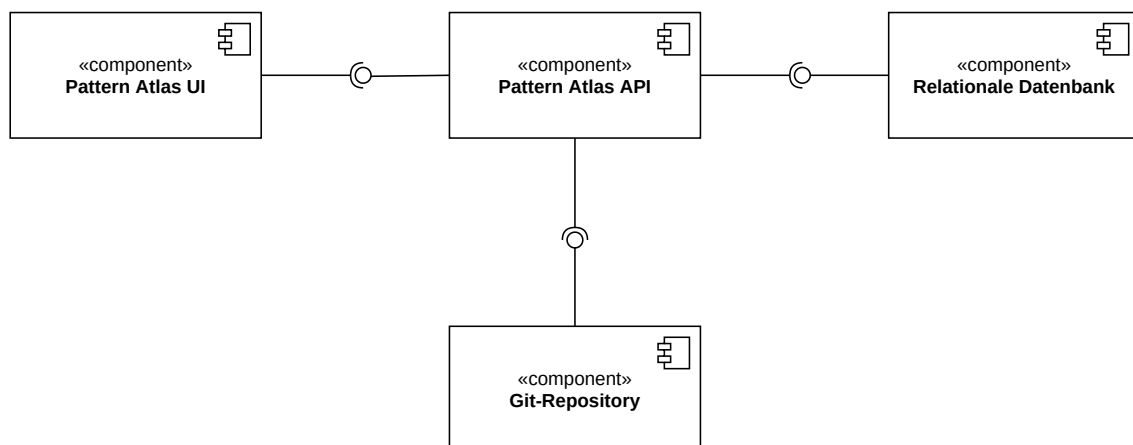 «component»
Pattern Atlas UI
«component»
Pattern Atlas API
«component»
Relationale Datenbank
«component»
Git-Repository